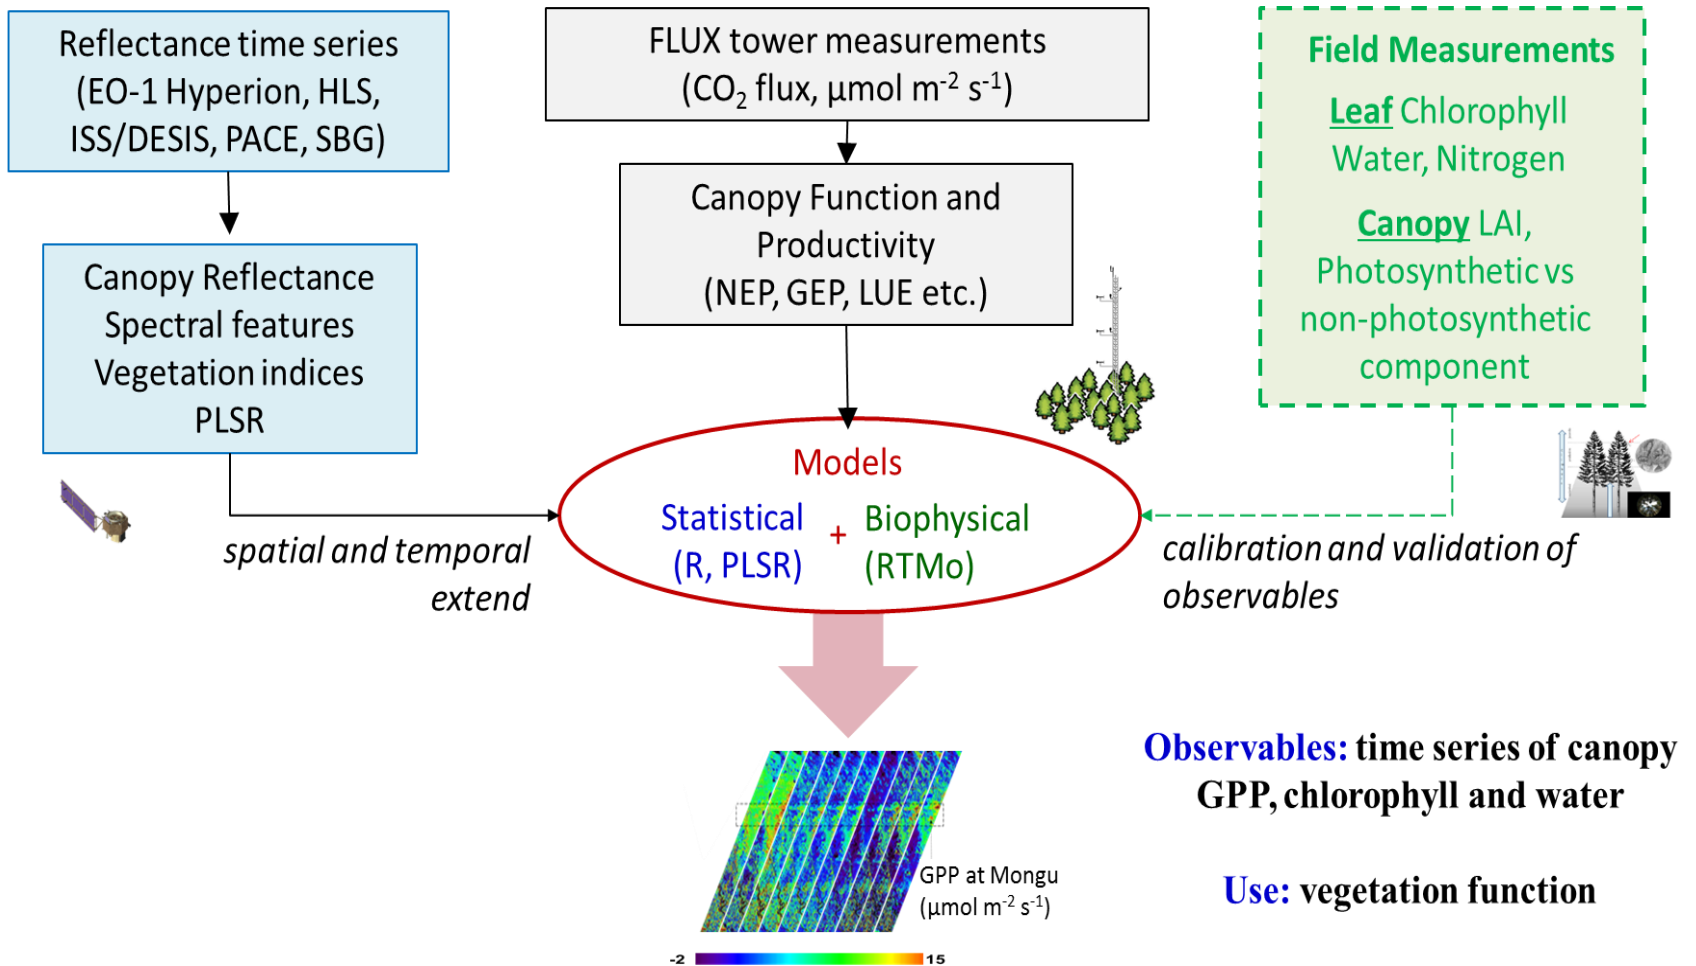 Reflectance time series
(EO-1 Hyperion, HLS,
ISS/DESIS, PACE, SBG)
Canopy Reflectance
Spectral features
Vegetation indices
PLSR
spatial and temporal
extend
FLUX tower measurements
(CO₂ flux, µmol m⁻² s⁻¹)
Canopy Function and
Productivity
(NEP, GEP, LUE etc.)
Field Measurements
Leaf Chlorophyll
Water, Nitrogen
Canopy LAI,
Photosynthetic vs
non-photosynthetic
component
calibration and validation of
observables
Models
Statistical + Biophysical
(R, PLSR) (RTMo)
GPP at Mongu
(µmol m⁻² s⁻¹)
-2 15
Observables: time series of canopy
GPP, chlorophyll and water
Use: vegetation function